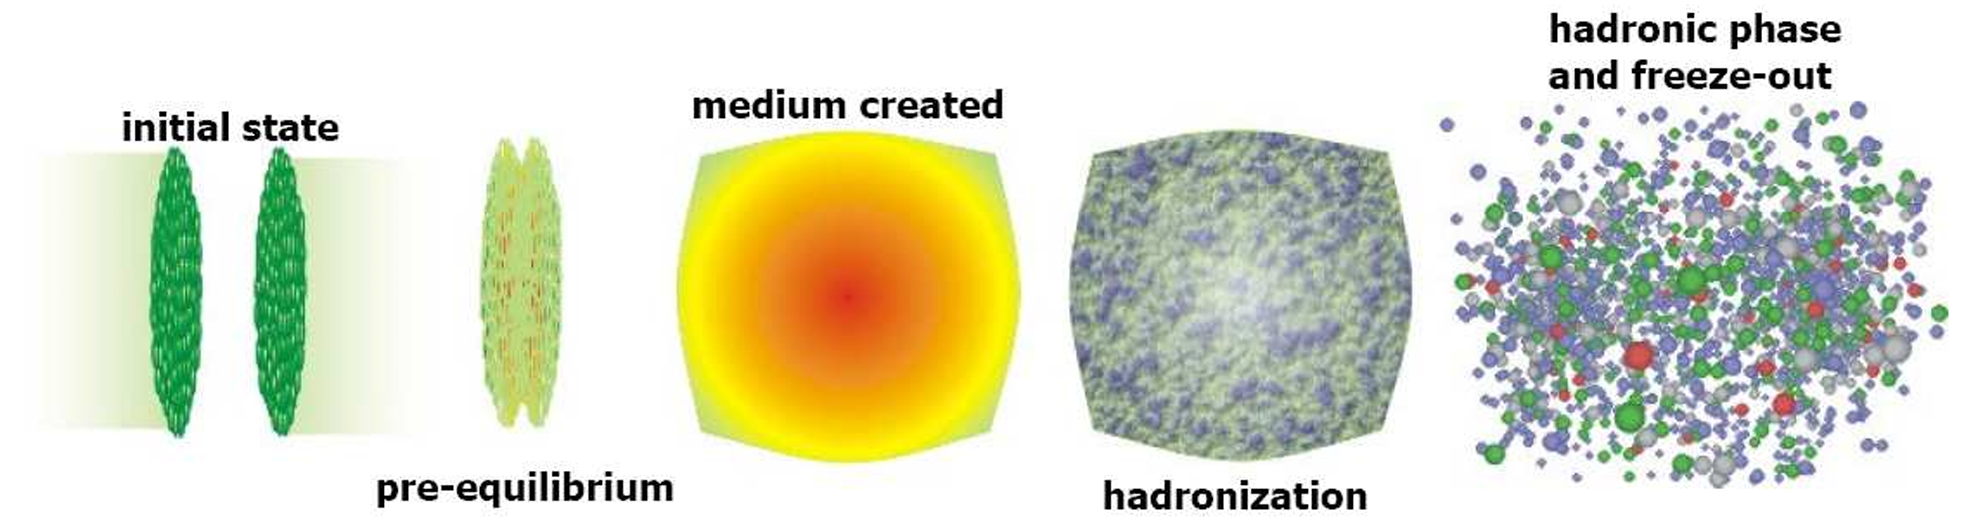 initial state
pre-equilibrium
medium created
hadronization
hadronic phase
and freeze-out